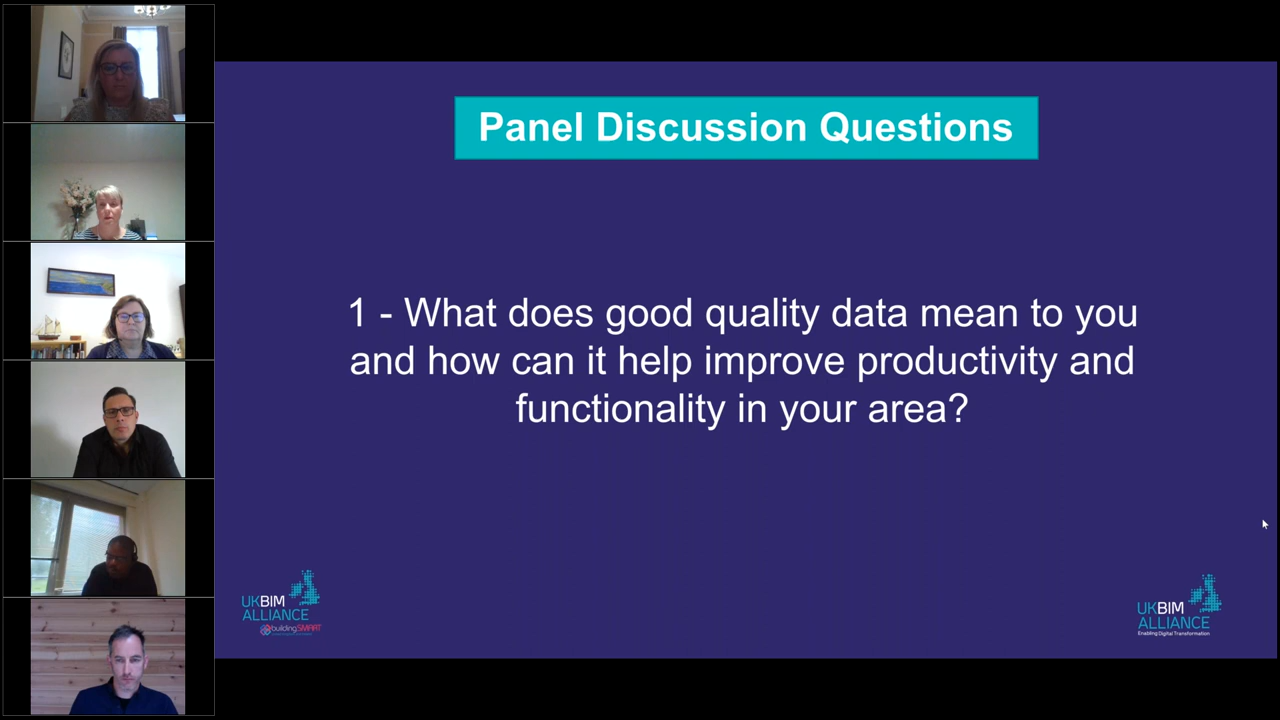 Panel Discussion Questions
1 - What does good quality data mean to you
and how can it help improve productivity and
functionality in your area?
UKBIM
ALLIANCE
buildingSMART
UKBIM
ALLIANCE
Enabling Digital Transformation